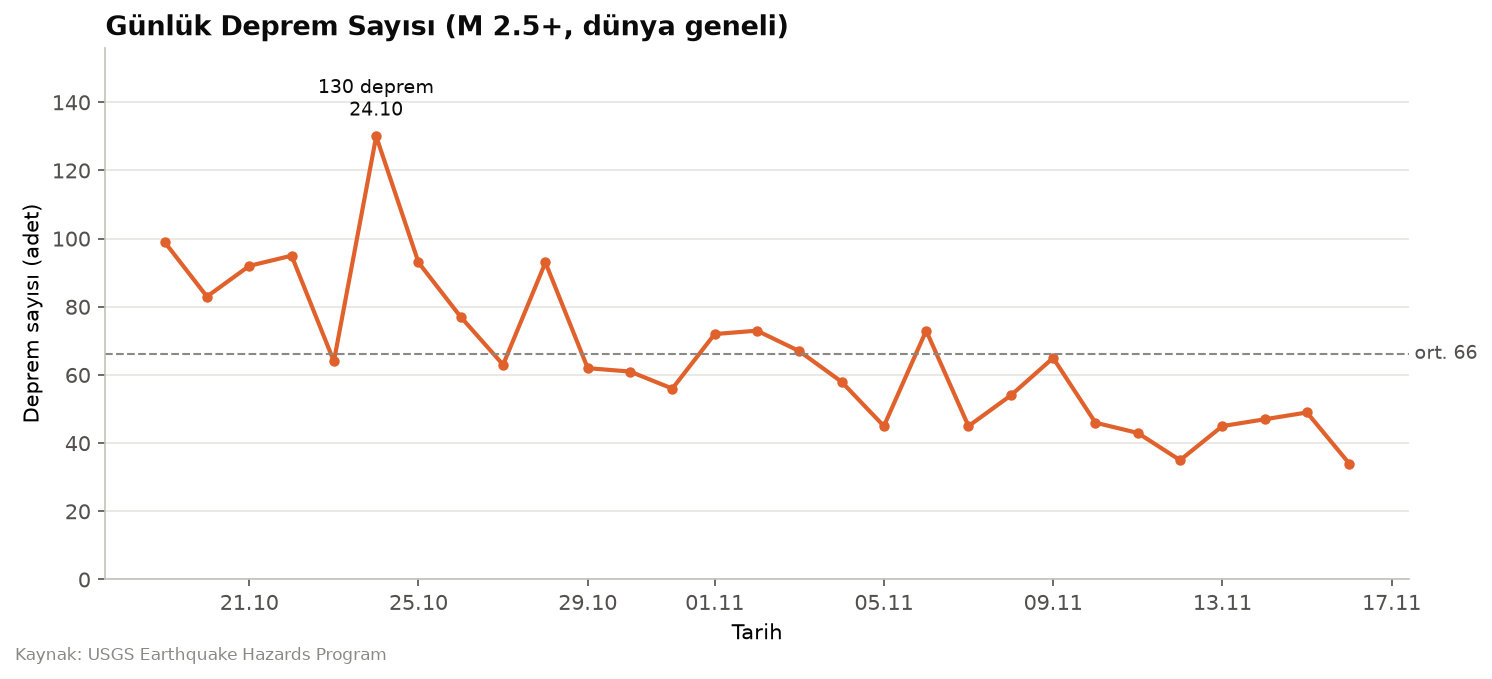 Günlük Deprem Sayısı (M 2.5+, dünya geneli)
130 deprem
24.10
140
120
100
80
60
40
20
0
Deprem sayısı (adet)
ort. 66
21.10
25.10
29.10
01.11
05.11
09.11
13.11
17.11
Tarih
Kaynak: USGS Earthquake Hazards Program